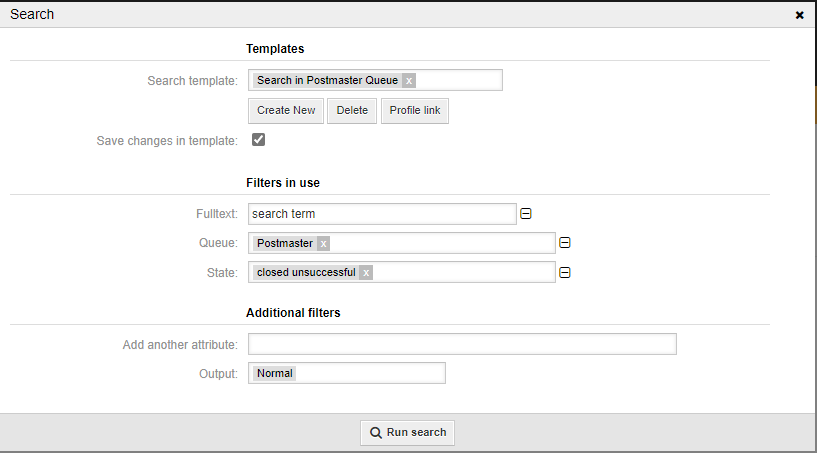 Search
Templates
Search template: Search in Postmaster Queue x
Create New Delete Profile link
Save changes in template:
Filters in use
Fulltext: search term
Queue: Postmaster x
State: closed unsuccessful x
Additional filters
Add another attribute:
Output: Normal
Run search